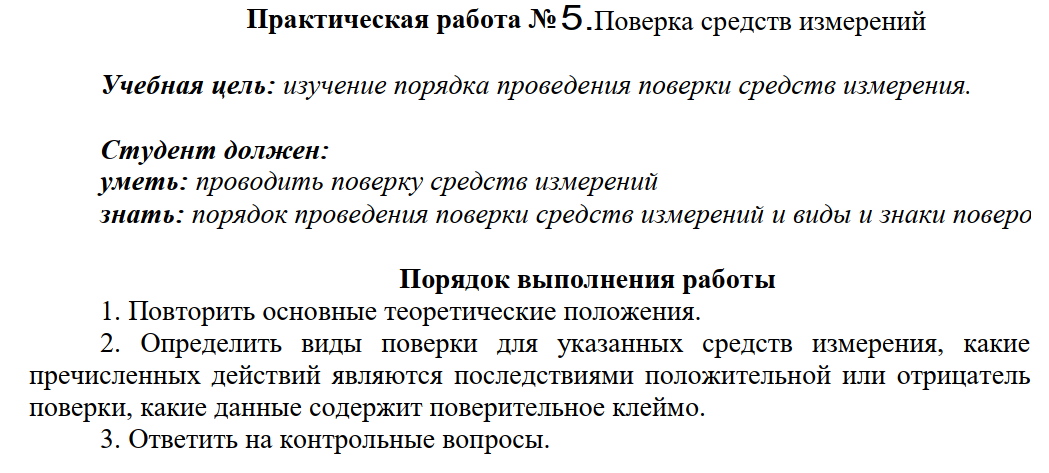 Практическая работа №5.Поверка средств измерений
Учебная цель: изучение порядка проведения поверки средств измерения.
Студент должен:
уметь: проводить поверку средств измерений
знать: порядок проведения поверки средств измерений и виды и знаки поверо
Порядок выполнения работы
1. Повторить основные теоретические положения.
2. Определить виды поверки для указанных средств измерения, какие
пречисленных действий являются последствиями положительной или отрицатель
поверки, какие данные содержит поверительное клеймо.
3. Ответить на контрольные вопросы.